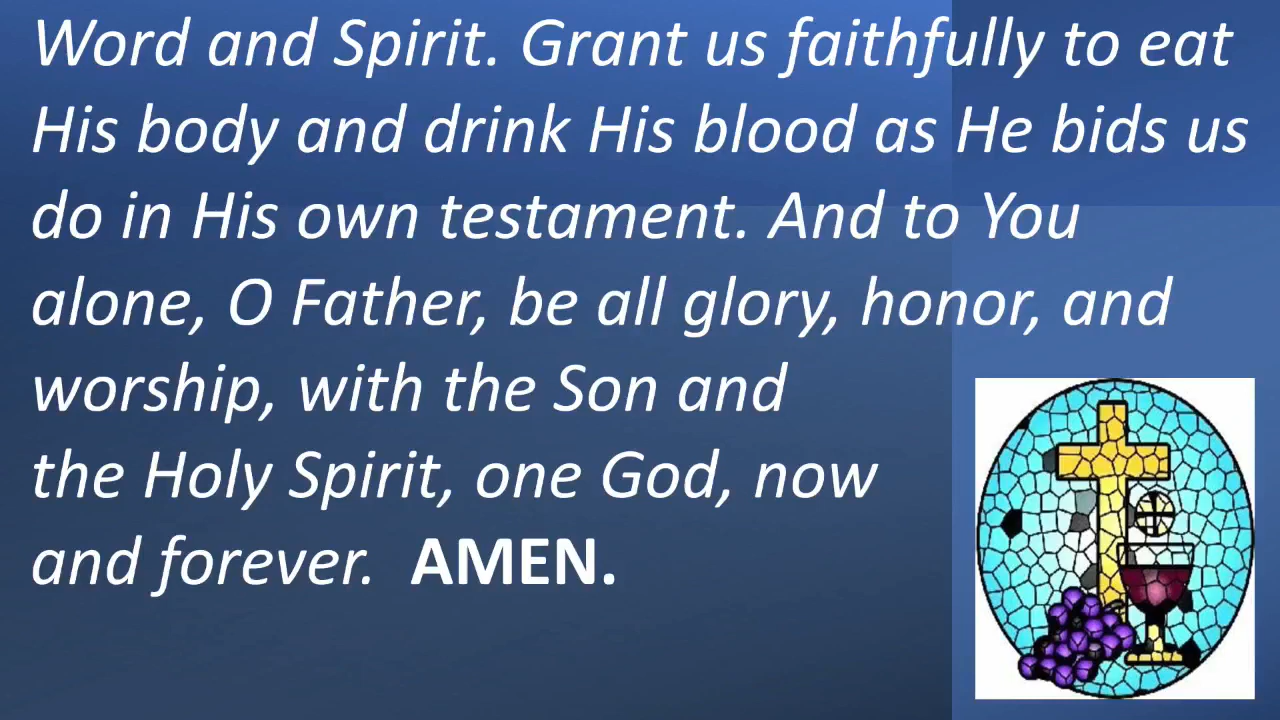 Word and Spirit. Grant us faithfully to eat
His body and drink His blood as He bids us
do in His own testament. And to You
alone, O Father, be all glory, honor, and
worship, with the Son and
the Holy Spirit, one God, now
and forever. AMEN.